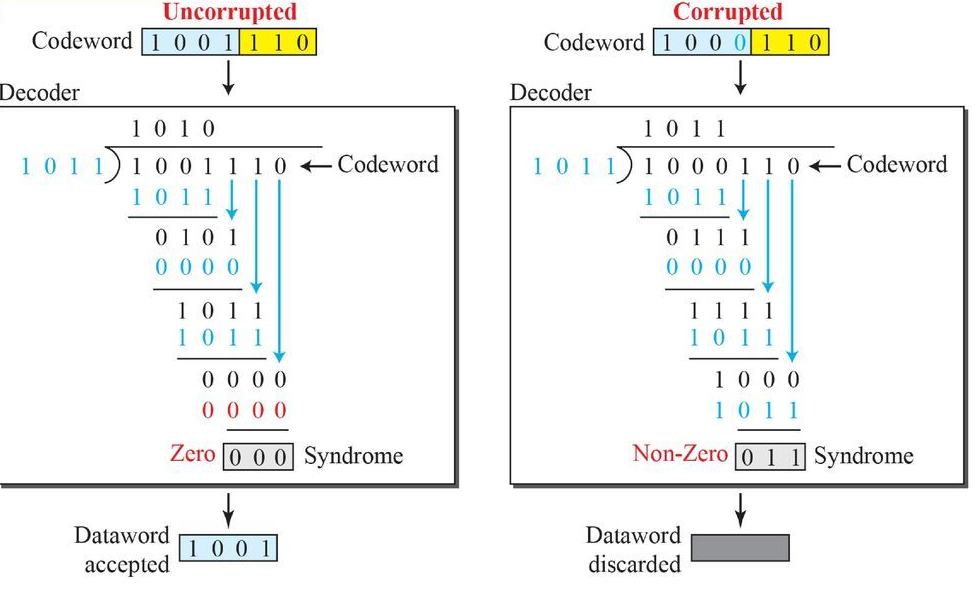 Uncorrupted
Codeword 1 0 0 1 1 1 0
Decoder
1 0 1 0
1 0 1 1 ) 1 0 0 1 1 1 0 ← Codeword
1 0 1 1
0 1 0 1
0 0 0 0
1 0 1 1
1 0 1 1
0 0 0 0
0 0 0 0
Zero 0 0 0 Syndrome
Dataword
accepted 1 0 0 1
Corrupted
Codeword 1 0 0 0 1 1 0
Decoder
1 0 1 1
1 0 1 1 ) 1 0 0 0 1 1 0 ← Codeword
1 0 1 1
0 1 1 1
0 0 0 0
1 1 1 1
1 0 1 1
1 0 0 0
1 0 1 1
Non-Zero 0 1 1 Syndrome
Dataword
discarded